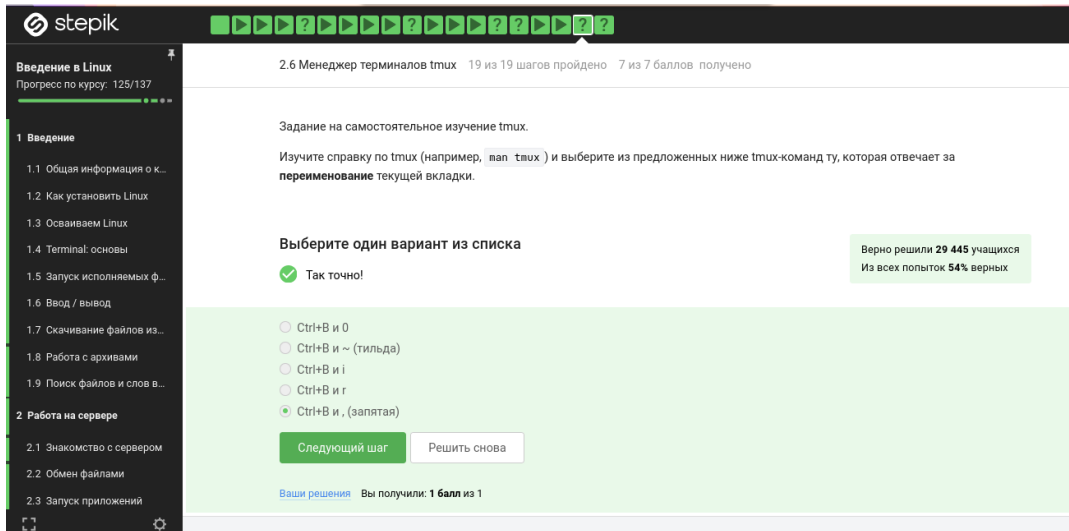 stepik
Введение в Linux
Прогресс по курсу: 125/137
1 Введение
1.1 Общая информация о к...
1.2 Как установить Linux
1.3 Осваиваем Linux
1.4 Terminal: основы
1.5 Запуск исполняемых ф...
1.6 Ввод / вывод
1.7 Скачивание файлов из...
1.8 Работа с архивами
1.9 Поиск файлов и слов в...
2 Работа на сервере
2.1 Знакомство с сервером
2.2 Обмен файлами
2.3 Запуск приложений
2.6 Менеджер терминалов tmux 19 из 19 шагов пройдено 7 из 7 баллов получено
Задание на самостоятельное изучение tmux.
Изучите справку по tmux (например, man tmux ) и выберите из предложенных ниже tmux-команд ту, которая отвечает за
переименование текущей вкладки.
Выберите один вариант из списка
Так точно!
Верно решили 29 445 учащихся
Из всех попыток 54% верных
Ctrl+B и 0
Ctrl+B и ~ (тильда)
Ctrl+B и i
Ctrl+B и r
Ctrl+B и , (запятая)
Следующий шаг
Решить снова
Ваши решения Вы получили: 1 балл из 1